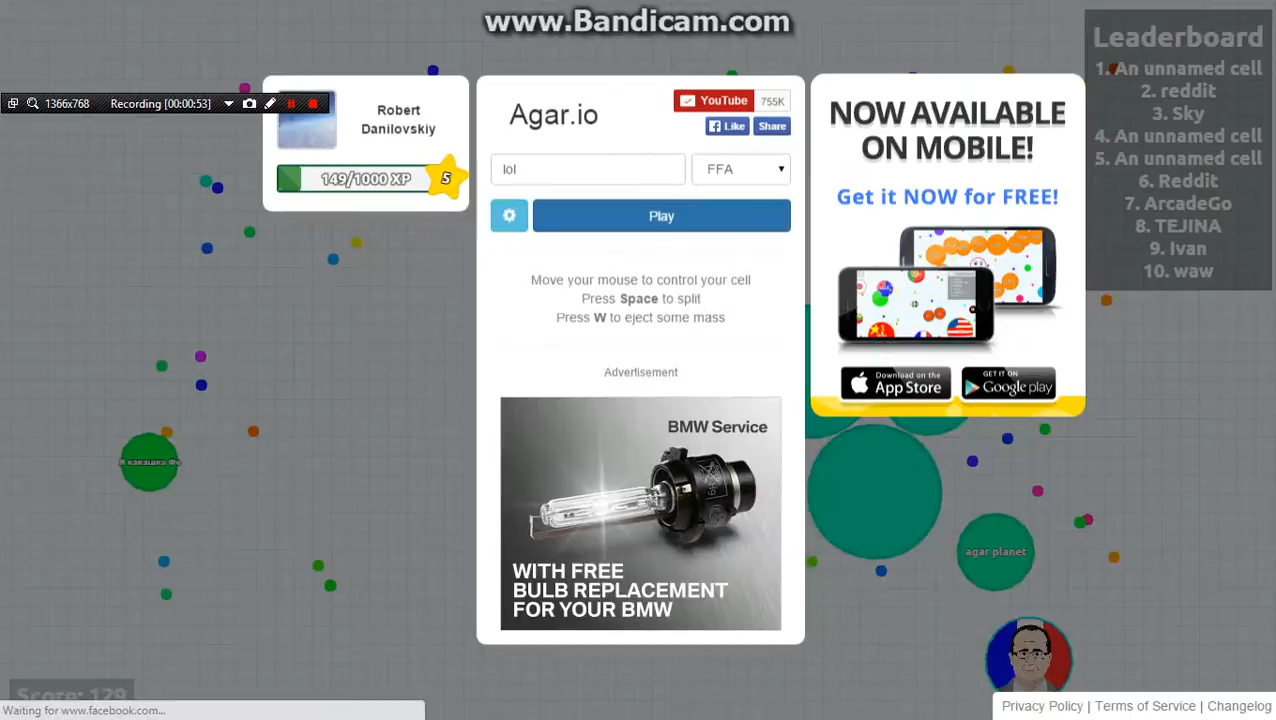 www.Bandicam.com
1366x768
Recording [00:00:53]
Robert
Danilovskiy
149/1000 XP
5
Agar.io
YouTube
755K
Like
Share
lol
FFA
Play
Move your mouse to control your cell
Press Space to split
Press W to eject some mass
Advertisement
BMW Service
WITH FREE
BULB REPLACEMENT
FOR YOUR BMW
NOW AVAILABLE
ON MOBILE!
Get it NOW for FREE!
Download on the
App Store
GET IT ON
Google play
Leaderboard
1. An unnamed cell
2. reddit
3. Sky
4. An unnamed cell
5. An unnamed cell
6. Reddit
7. ArcadeGo
8. TEJINA
9. Ivan
10. waw
Я какашка Фе
agar planet
Score: 129
Waiting for www.facebook.com...
Privacy Policy | Terms of Service | Changelog